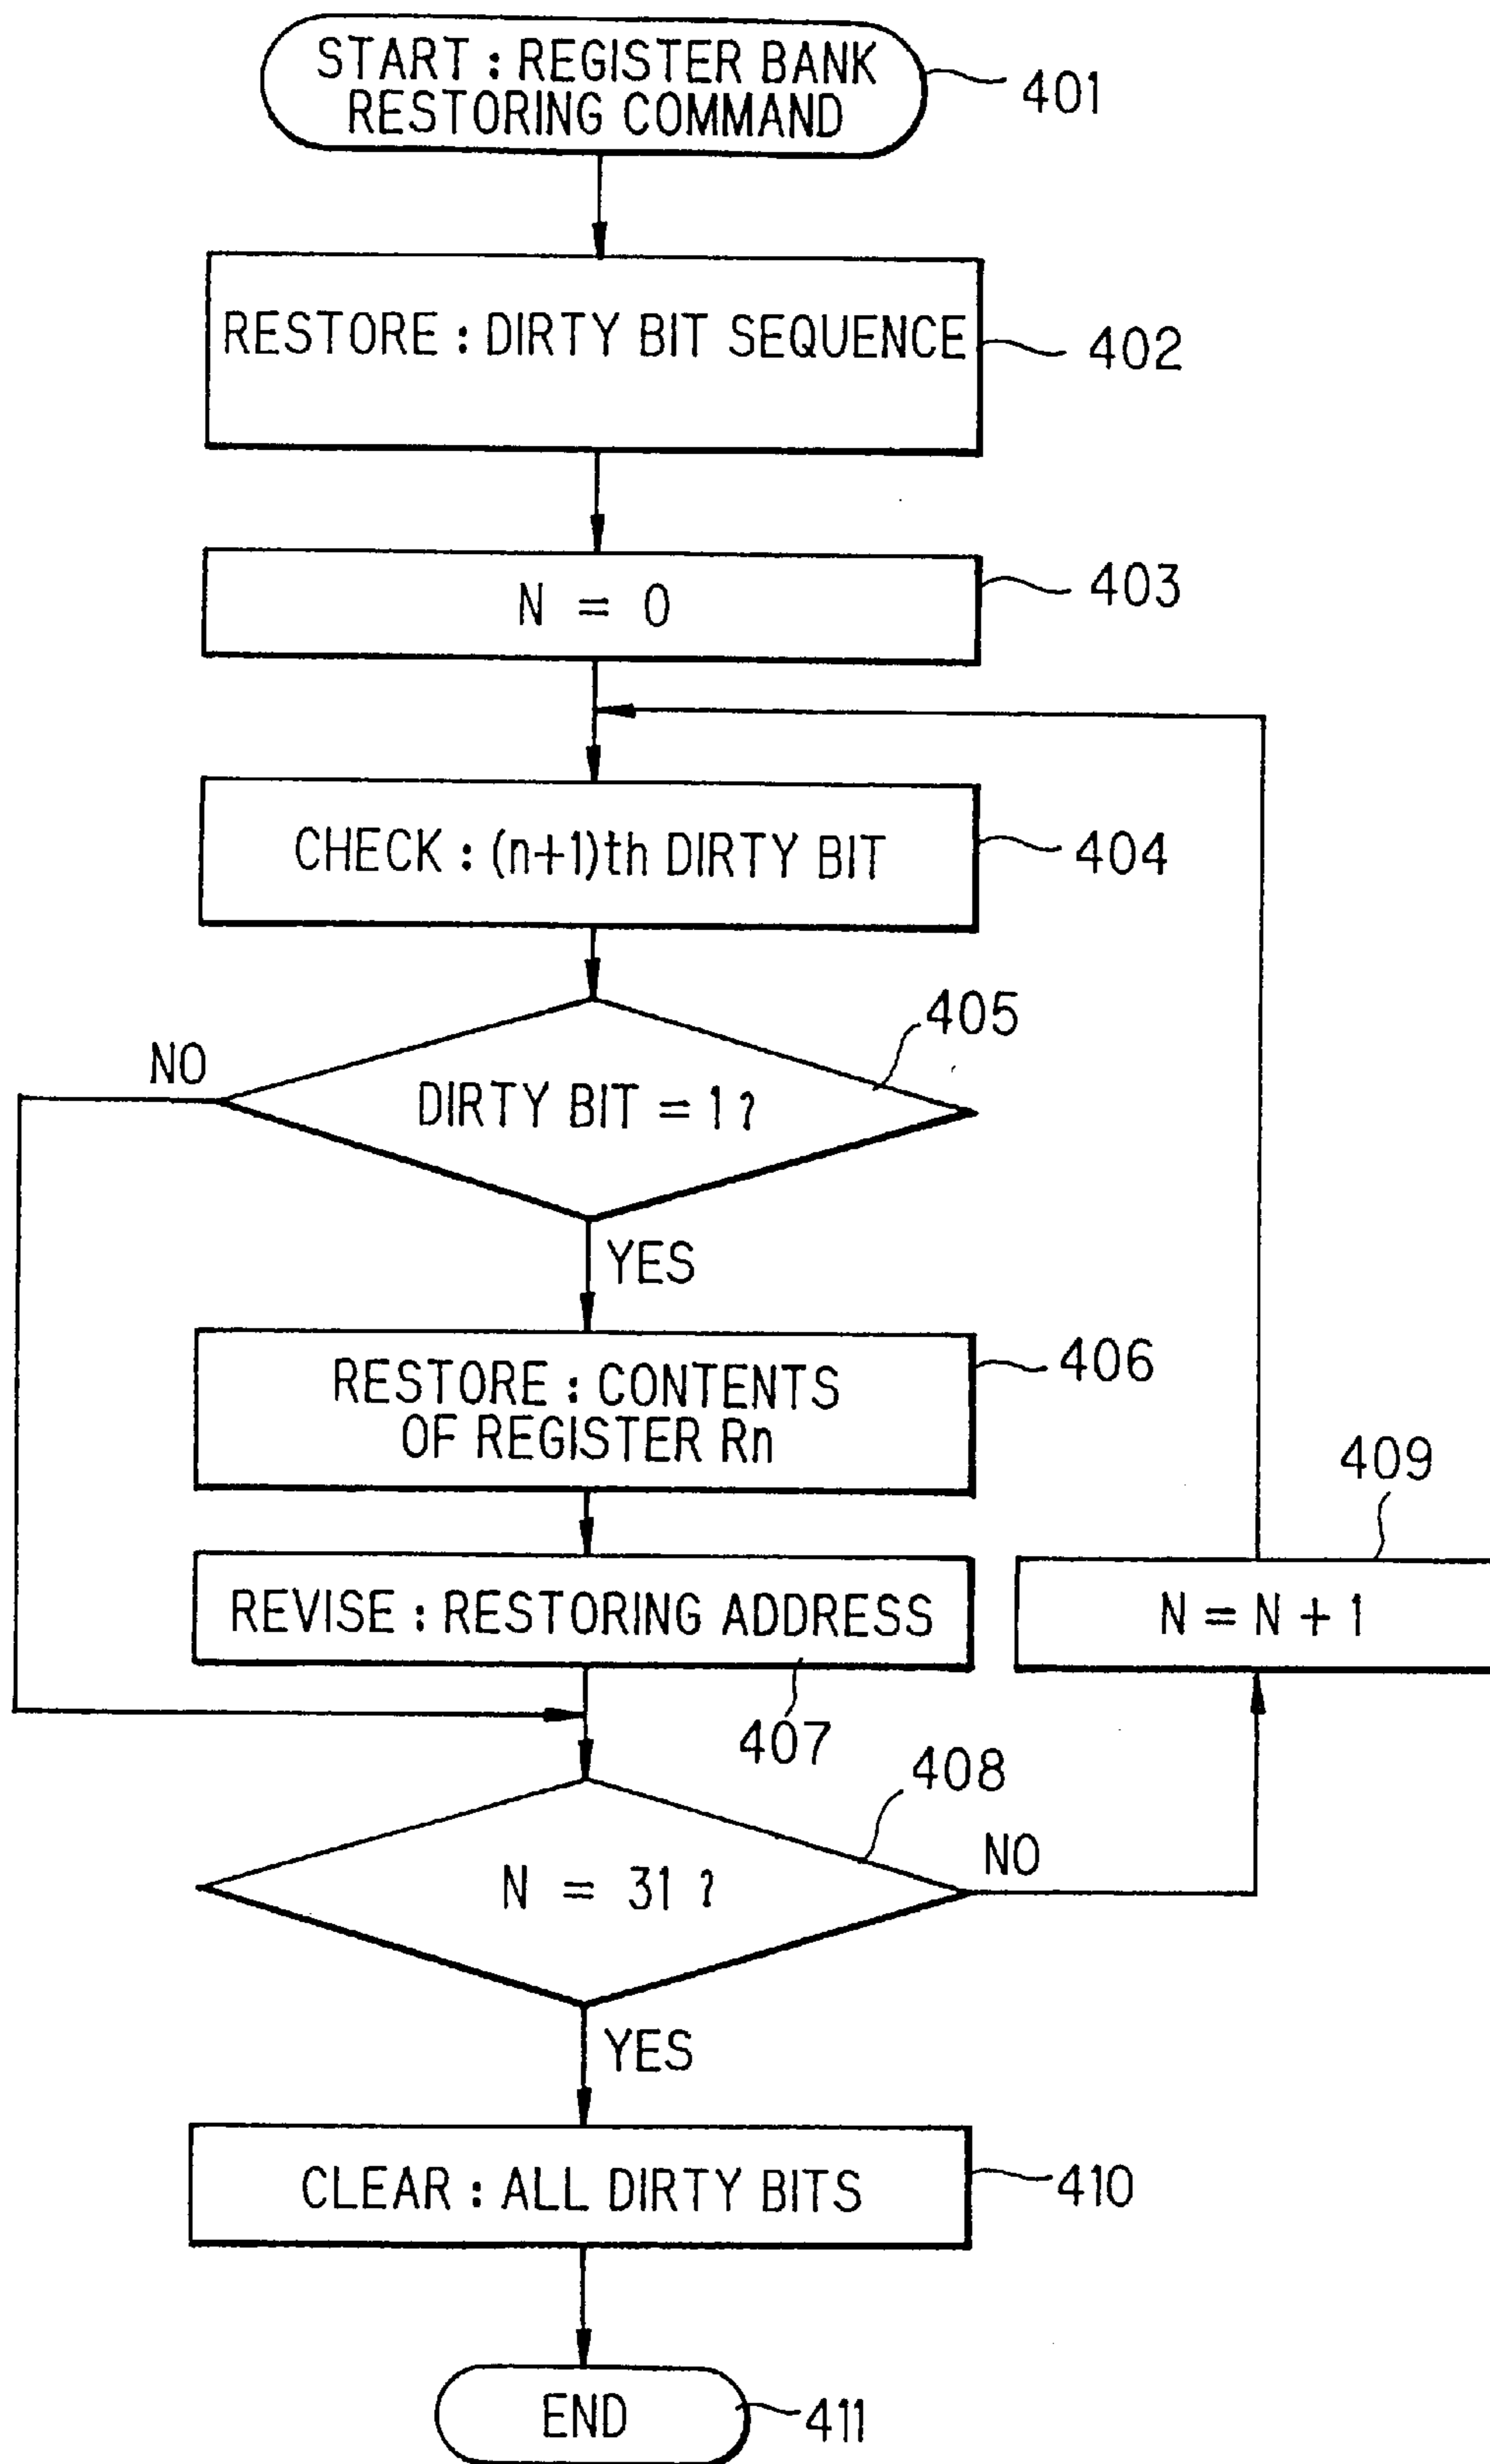 START : REGISTER BANK
RESTORING COMMAND
401
RESTORE : DIRTY BIT SEQUENCE
402
N = 0
403
CHECK : (n+1)th DIRTY BIT
404
405
NO
DIRTY BIT = 1 ?
YES
RESTORE : CONTENTS
OF REGISTER Rn
406
409
REVISE : RESTORING ADDRESS
N = N + 1
407
408
N = 31 ?
NO
YES
CLEAR : ALL DIRTY BITS
410
END
411